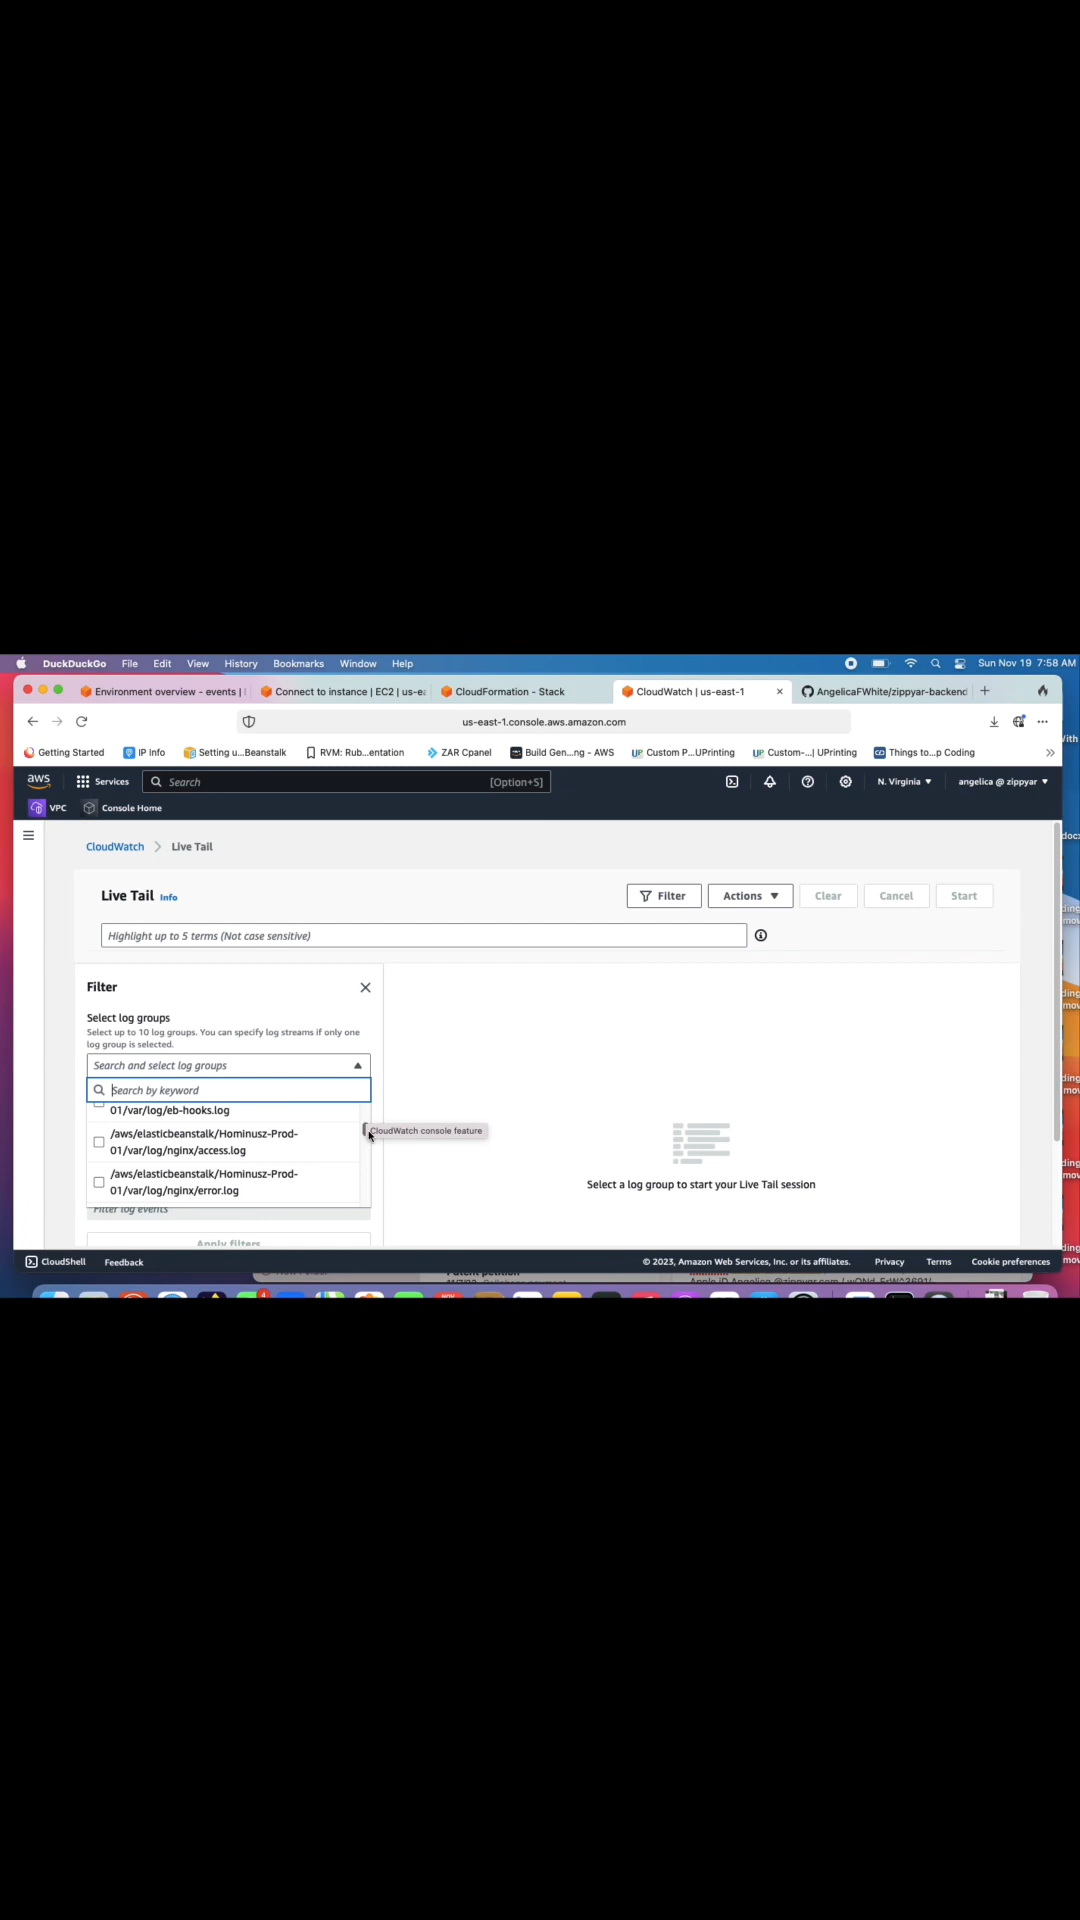 DuckDuckGo File Edit View History Bookmarks Window Help Sun Nov 19 7:58 AM
Environment overview - events | Connect to instance | EC2 | us-ea CloudFormation - Stack CloudWatch | us-east-1 AngelicaFWhite/zippyar-backend
us-east-1.console.aws.amazon.com
Getting Started IP Info Setting u...Beanstalk RVM: Rub...entation ZAR Cpanel Build Gen...ng - AWS Custom P...UPrinting Custom-...| UPrinting Things to...p Coding
aws Services Search [Option+S] N. Virginia angelica @ zippyar
VPC Console Home
CloudWatch Live Tail
Live Tail Info Filter Actions Clear Cancel Start
Highlight up to 5 terms (Not case sensitive)
Filter
Select log groups
Select up to 10 log groups. You can specify log streams if only one
log group is selected.
Search and select log groups
Search by keyword
01/var/log/eb-hooks.log
/aws/elasticbeanstalk/Hominusz-Prod-
01/var/log/nginx/access.log
/aws/elasticbeanstalk/Hominusz-Prod-
01/var/log/nginx/error.log
Filter log events
Apply filters
CloudWatch console feature
Select a log group to start your Live Tail session
CloudShell Feedback © 2023, Amazon Web Services, Inc. or its affiliates. Privacy Terms Cookie preferences